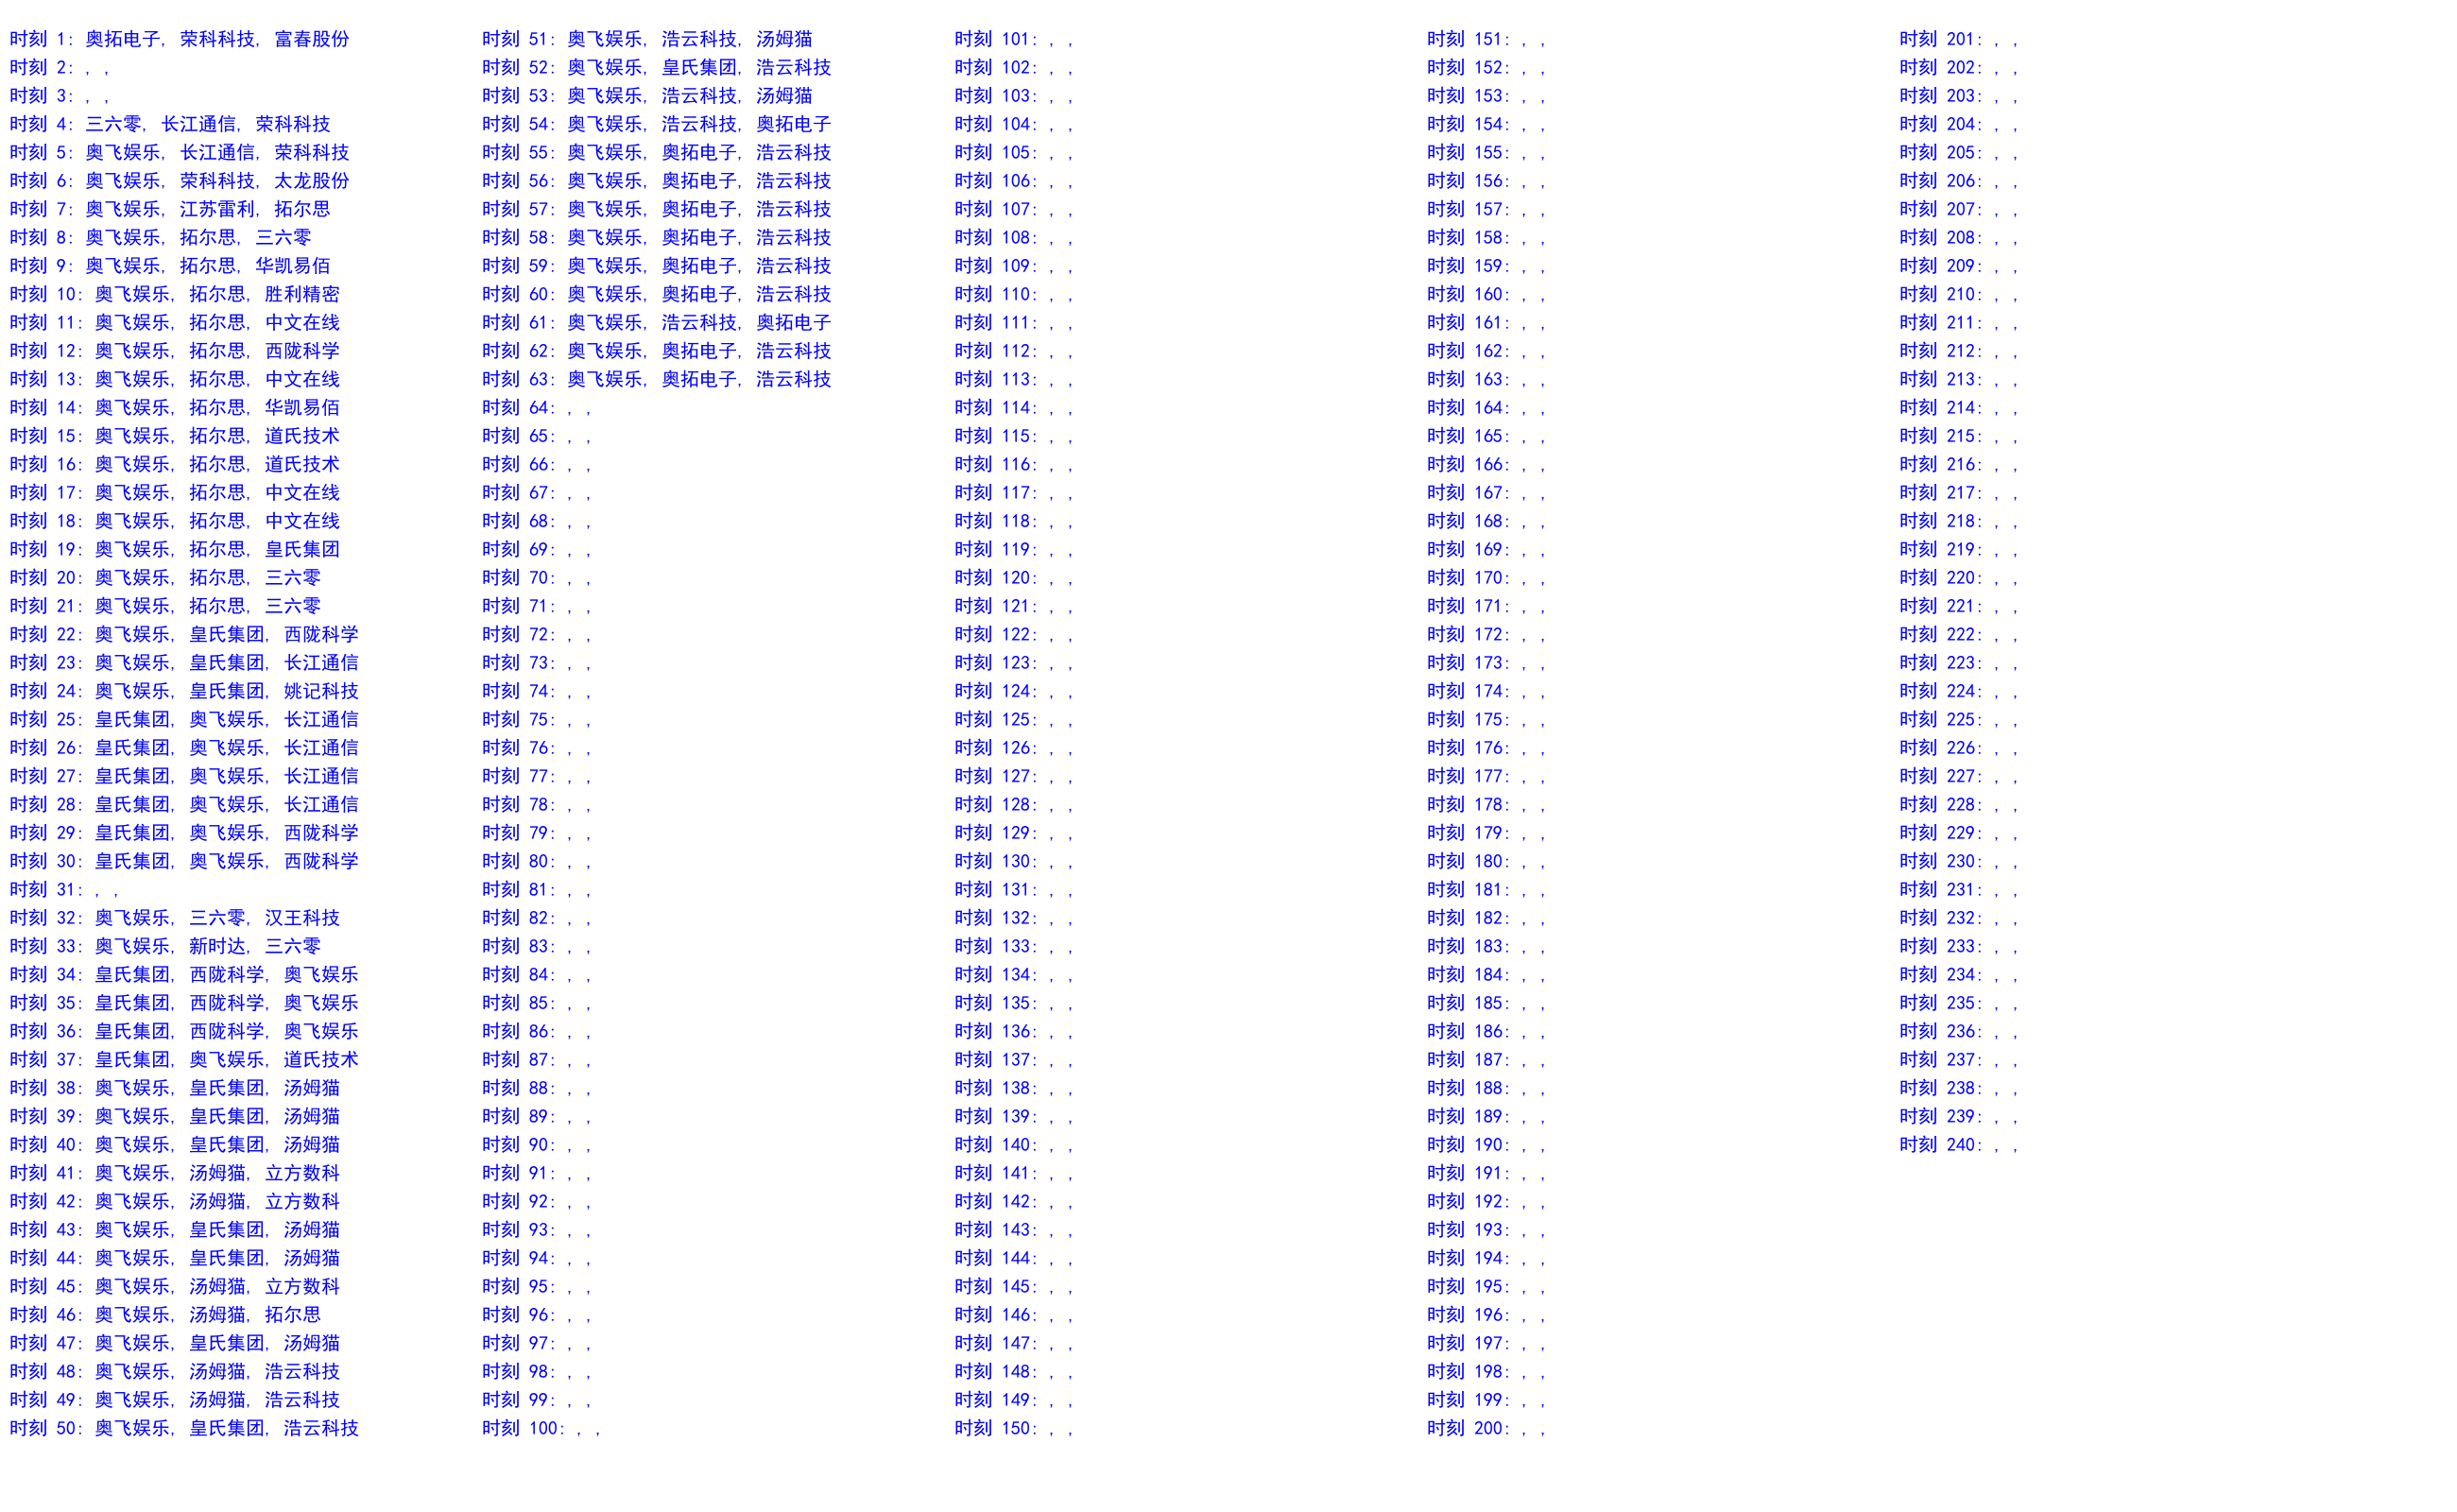 时刻 1: 奥拓电子, 荣科科技, 富春股份
时刻 2: , ,
时刻 3: , ,
时刻 4: 三六零, 长江通信, 荣科科技
时刻 5: 奥飞娱乐, 长江通信, 荣科科技
时刻 6: 奥飞娱乐, 荣科科技, 太龙股份
时刻 7: 奥飞娱乐, 江苏雷利, 拓尔思
时刻 8: 奥飞娱乐, 拓尔思, 三六零
时刻 9: 奥飞娱乐, 拓尔思, 华凯易佰
时刻 10: 奥飞娱乐, 拓尔思, 胜利精密
时刻 11: 奥飞娱乐, 拓尔思, 中文在线
时刻 12: 奥飞娱乐, 拓尔思, 西陇科学
时刻 13: 奥飞娱乐, 拓尔思, 中文在线
时刻 14: 奥飞娱乐, 拓尔思, 华凯易佰
时刻 15: 奥飞娱乐, 拓尔思, 道氏技术
时刻 16: 奥飞娱乐, 拓尔思, 道氏技术
时刻 17: 奥飞娱乐, 拓尔思, 中文在线
时刻 18: 奥飞娱乐, 拓尔思, 中文在线
时刻 19: 奥飞娱乐, 拓尔思, 皇氏集团
时刻 20: 奥飞娱乐, 拓尔思, 三六零
时刻 21: 奥飞娱乐, 拓尔思, 三六零
时刻 22: 奥飞娱乐, 皇氏集团, 西陇科学
时刻 23: 奥飞娱乐, 皇氏集团, 长江通信
时刻 24: 奥飞娱乐, 皇氏集团, 姚记科技
时刻 25: 皇氏集团, 奥飞娱乐, 长江通信
时刻 26: 皇氏集团, 奥飞娱乐, 长江通信
时刻 27: 皇氏集团, 奥飞娱乐, 长江通信
时刻 28: 皇氏集团, 奥飞娱乐, 长江通信
时刻 29: 皇氏集团, 奥飞娱乐, 西陇科学
时刻 30: 皇氏集团, 奥飞娱乐, 西陇科学
时刻 31: , ,
时刻 32: 奥飞娱乐, 三六零, 汉王科技
时刻 33: 奥飞娱乐, 新时达, 三六零
时刻 34: 皇氏集团, 西陇科学, 奥飞娱乐
时刻 35: 皇氏集团, 西陇科学, 奥飞娱乐
时刻 36: 皇氏集团, 西陇科学, 奥飞娱乐
时刻 37: 皇氏集团, 奥飞娱乐, 道氏技术
时刻 38: 奥飞娱乐, 皇氏集团, 汤姆猫
时刻 39: 奥飞娱乐, 皇氏集团, 汤姆猫
时刻 40: 奥飞娱乐, 皇氏集团, 汤姆猫
时刻 41: 奥飞娱乐, 汤姆猫, 立方数科
时刻 42: 奥飞娱乐, 汤姆猫, 立方数科
时刻 43: 奥飞娱乐, 皇氏集团, 汤姆猫
时刻 44: 奥飞娱乐, 皇氏集团, 汤姆猫
时刻 45: 奥飞娱乐, 汤姆猫, 立方数科
时刻 46: 奥飞娱乐, 汤姆猫, 拓尔思
时刻 47: 奥飞娱乐, 皇氏集团, 汤姆猫
时刻 48: 奥飞娱乐, 汤姆猫, 浩云科技
时刻 49: 奥飞娱乐, 汤姆猫, 浩云科技
时刻 50: 奥飞娱乐, 皇氏集团, 浩云科技
时刻 51: 奥飞娱乐, 浩云科技, 汤姆猫
时刻 52: 奥飞娱乐, 皇氏集团, 浩云科技
时刻 53: 奥飞娱乐, 浩云科技, 汤姆猫
时刻 54: 奥飞娱乐, 浩云科技, 奥拓电子
时刻 55: 奥飞娱乐, 奥拓电子, 浩云科技
时刻 56: 奥飞娱乐, 奥拓电子, 浩云科技
时刻 57: 奥飞娱乐, 奥拓电子, 浩云科技
时刻 58: 奥飞娱乐, 奥拓电子, 浩云科技
时刻 59: 奥飞娱乐, 奥拓电子, 浩云科技
时刻 60: 奥飞娱乐, 奥拓电子, 浩云科技
时刻 61: 奥飞娱乐, 浩云科技, 奥拓电子
时刻 62: 奥飞娱乐, 奥拓电子, 浩云科技
时刻 63: 奥飞娱乐, 奥拓电子, 浩云科技
时刻 64: , ,
时刻 65: , ,
时刻 66: , ,
时刻 67: , ,
时刻 68: , ,
时刻 69: , ,
时刻 70: , ,
时刻 71: , ,
时刻 72: , ,
时刻 73: , ,
时刻 74: , ,
时刻 75: , ,
时刻 76: , ,
时刻 77: , ,
时刻 78: , ,
时刻 79: , ,
时刻 80: , ,
时刻 81: , ,
时刻 82: , ,
时刻 83: , ,
时刻 84: , ,
时刻 85: , ,
时刻 86: , ,
时刻 87: , ,
时刻 88: , ,
时刻 89: , ,
时刻 90: , ,
时刻 91: , ,
时刻 92: , ,
时刻 93: , ,
时刻 94: , ,
时刻 95: , ,
时刻 96: , ,
时刻 97: , ,
时刻 98: , ,
时刻 99: , ,
时刻 100: , ,
时刻 101: , ,
时刻 102: , ,
时刻 103: , ,
时刻 104: , ,
时刻 105: , ,
时刻 106: , ,
时刻 107: , ,
时刻 108: , ,
时刻 109: , ,
时刻 110: , ,
时刻 111: , ,
时刻 112: , ,
时刻 113: , ,
时刻 114: , ,
时刻 115: , ,
时刻 116: , ,
时刻 117: , ,
时刻 118: , ,
时刻 119: , ,
时刻 120: , ,
时刻 121: , ,
时刻 122: , ,
时刻 123: , ,
时刻 124: , ,
时刻 125: , ,
时刻 126: , ,
时刻 127: , ,
时刻 128: , ,
时刻 129: , ,
时刻 130: , ,
时刻 131: , ,
时刻 132: , ,
时刻 133: , ,
时刻 134: , ,
时刻 135: , ,
时刻 136: , ,
时刻 137: , ,
时刻 138: , ,
时刻 139: , ,
时刻 140: , ,
时刻 141: , ,
时刻 142: , ,
时刻 143: , ,
时刻 144: , ,
时刻 145: , ,
时刻 146: , ,
时刻 147: , ,
时刻 148: , ,
时刻 149: , ,
时刻 150: , ,
时刻 151: , ,
时刻 152: , ,
时刻 153: , ,
时刻 154: , ,
时刻 155: , ,
时刻 156: , ,
时刻 157: , ,
时刻 158: , ,
时刻 159: , ,
时刻 160: , ,
时刻 161: , ,
时刻 162: , ,
时刻 163: , ,
时刻 164: , ,
时刻 165: , ,
时刻 166: , ,
时刻 167: , ,
时刻 168: , ,
时刻 169: , ,
时刻 170: , ,
时刻 171: , ,
时刻 172: , ,
时刻 173: , ,
时刻 174: , ,
时刻 175: , ,
时刻 176: , ,
时刻 177: , ,
时刻 178: , ,
时刻 179: , ,
时刻 180: , ,
时刻 181: , ,
时刻 182: , ,
时刻 183: , ,
时刻 184: , ,
时刻 185: , ,
时刻 186: , ,
时刻 187: , ,
时刻 188: , ,
时刻 189: , ,
时刻 190: , ,
时刻 191: , ,
时刻 192: , ,
时刻 193: , ,
时刻 194: , ,
时刻 195: , ,
时刻 196: , ,
时刻 197: , ,
时刻 198: , ,
时刻 199: , ,
时刻 200: , ,
时刻 201: , ,
时刻 202: , ,
时刻 203: , ,
时刻 204: , ,
时刻 205: , ,
时刻 206: , ,
时刻 207: , ,
时刻 208: , ,
时刻 209: , ,
时刻 210: , ,
时刻 211: , ,
时刻 212: , ,
时刻 213: , ,
时刻 214: , ,
时刻 215: , ,
时刻 216: , ,
时刻 217: , ,
时刻 218: , ,
时刻 219: , ,
时刻 220: , ,
时刻 221: , ,
时刻 222: , ,
时刻 223: , ,
时刻 224: , ,
时刻 225: , ,
时刻 226: , ,
时刻 227: , ,
时刻 228: , ,
时刻 229: , ,
时刻 230: , ,
时刻 231: , ,
时刻 232: , ,
时刻 233: , ,
时刻 234: , ,
时刻 235: , ,
时刻 236: , ,
时刻 237: , ,
时刻 238: , ,
时刻 239: , ,
时刻 240: , ,